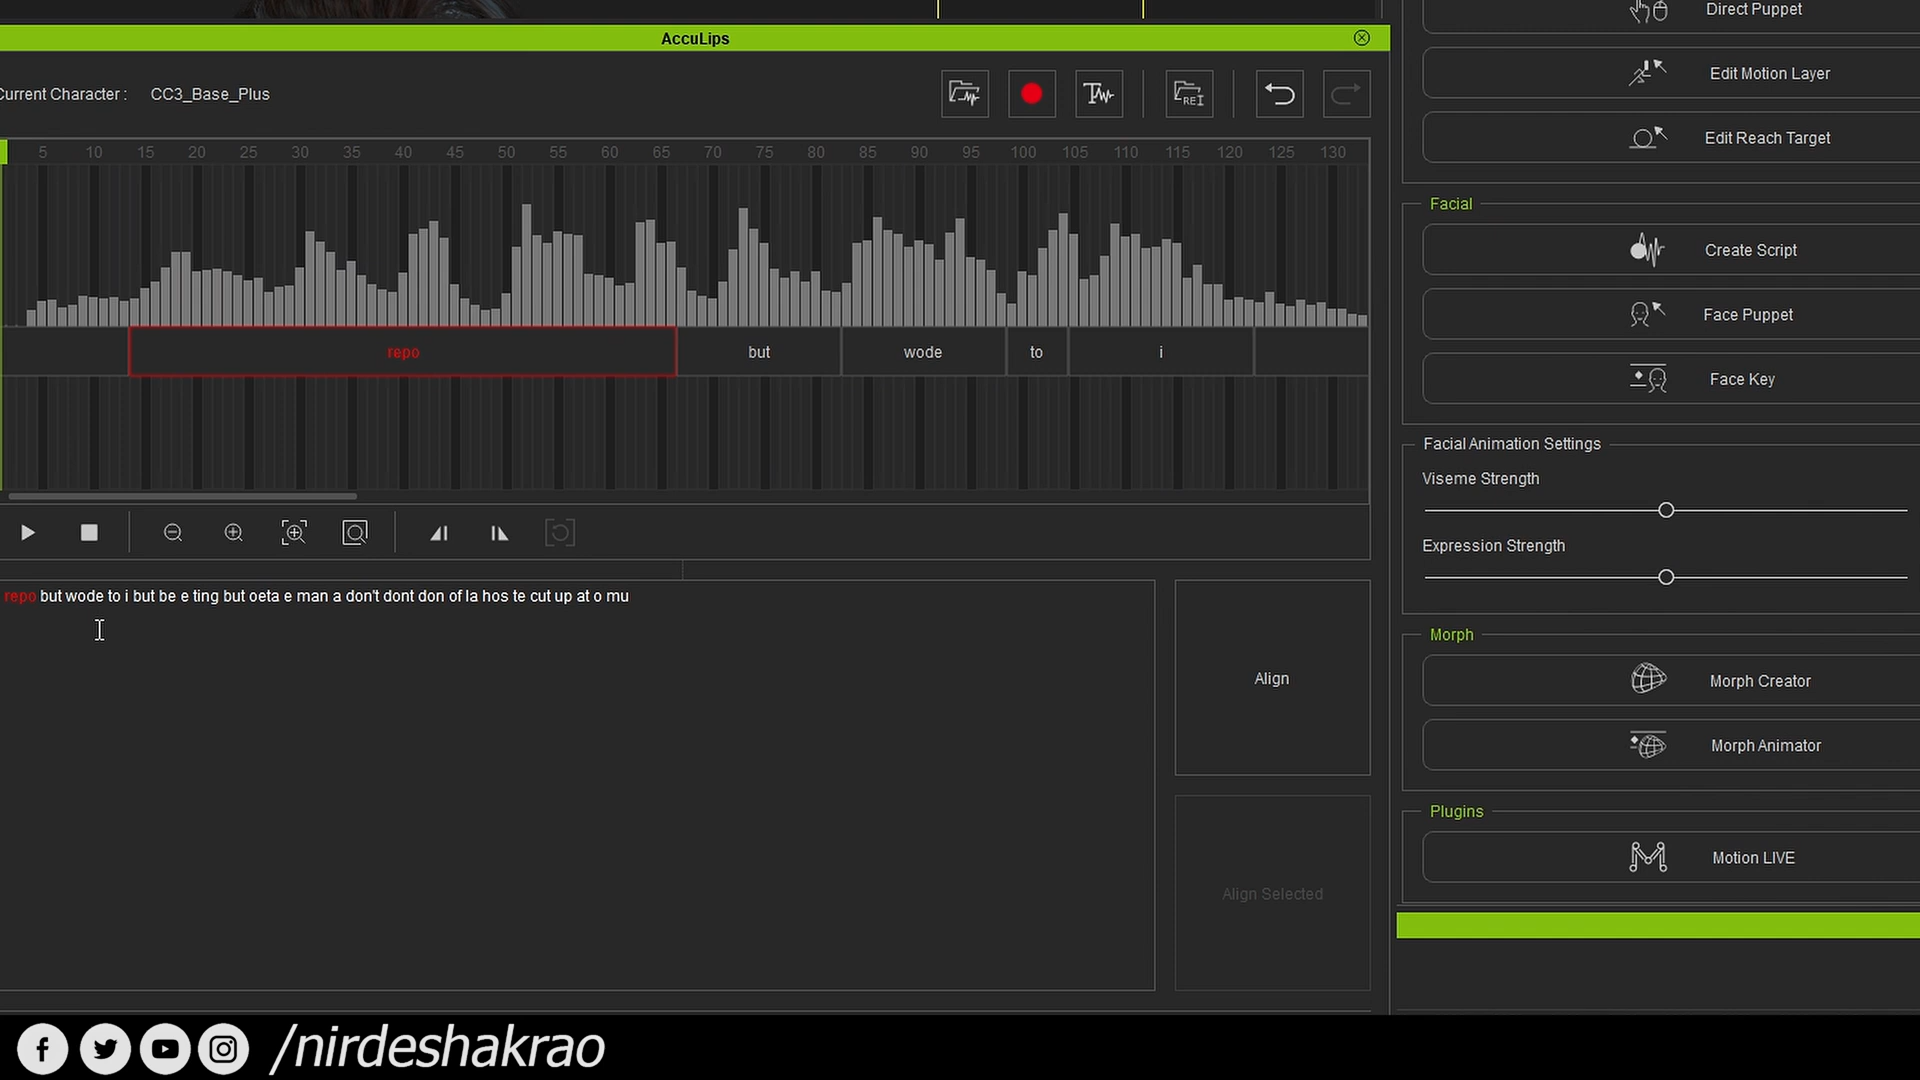 Direct Puppet
AccuLips
Edit Motion Layer
Current Character : CC3_Base_Plus
REI
Edit Reach Target
5 10 15 20 25 30 35 40 45 50 55 60 65 70 75 80 85 90 95 100 105 110 115 120 125 130
Facial
Create Script
Face Puppet
repo but wode to i
Face Key
Facial Animation Settings
Viseme Strength
Expression Strength
repo but wode to i but be e ting but oeta e man a don't dont don of la hos te cut up at o mu
Morph
Align
Morph Creator
Morph Animator
Plugins
Motion LIVE
Align Selected
/nirdeshakrao